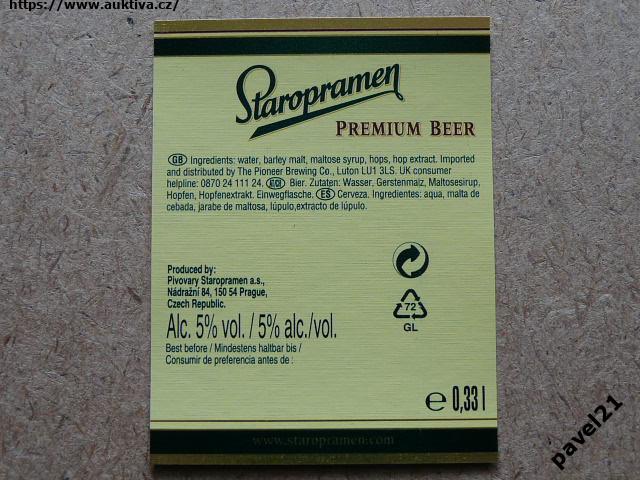 https://www.auktiva.cz/
Staropramen
PREMIUM BEER
GB Ingredients: water, barley malt, maltose syrup, hops, hop extract. Imported
and distributed by The Pioneer Brewing Co., Luton LU1 3LS. UK consumer
helpline: 0870 24 111 24. Bier. Zutaten: Wasser, Gerstenmalz, Maltosesirup,
Hopfen, Hopfenextrakt. Einwegflasche. ES Cerveza. Ingredientes: aqua, malta de
cebada, jarabe de maltosa, lúpulo,extracto de lúpulo.
Produced by:
Pivovary Staropramen a.s.,
Nádražní 84, 150 54 Prague,
Czech Republic.
Alc. 5% vol. / 5% alc./vol.
Best before / Mindestens haltbar bis /
Consumir de preferencia antes de :
72
GL
e 0,33 l
www.staropramen.com
pavel21